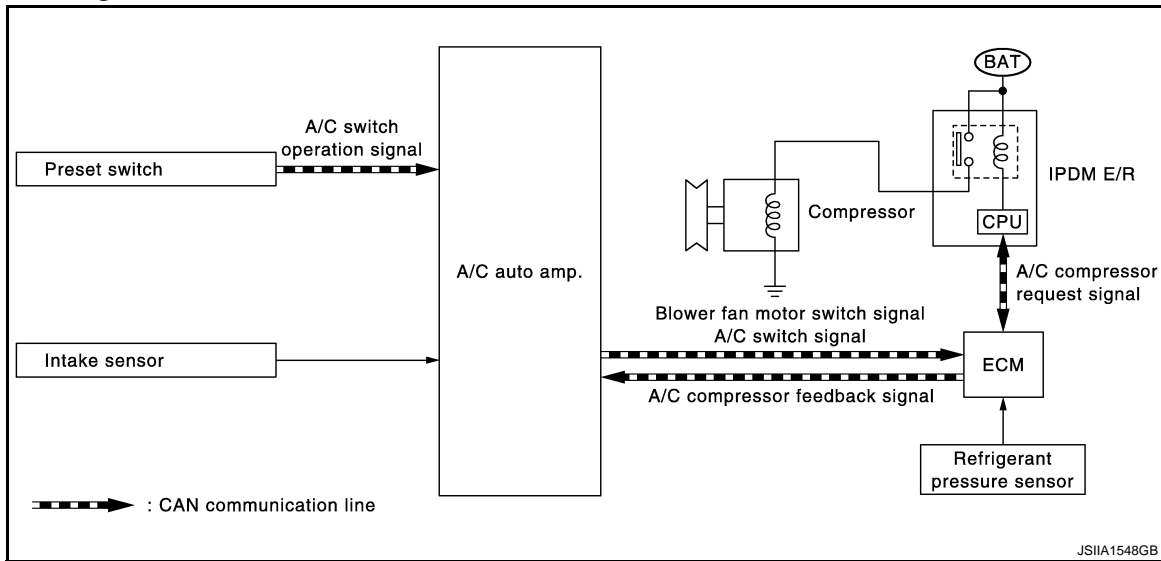 BAT
A/C switch
operation signal
Preset switch
IPDM E/R
Compressor
CPU
A/C auto amp.
A/C compressor
request signal
Blower fan motor switch signal
A/C switch signal
Intake sensor
ECM
A/C compressor feedback signal
Refrigerant
pressure sensor
: CAN communication line
JSIIA1548GB